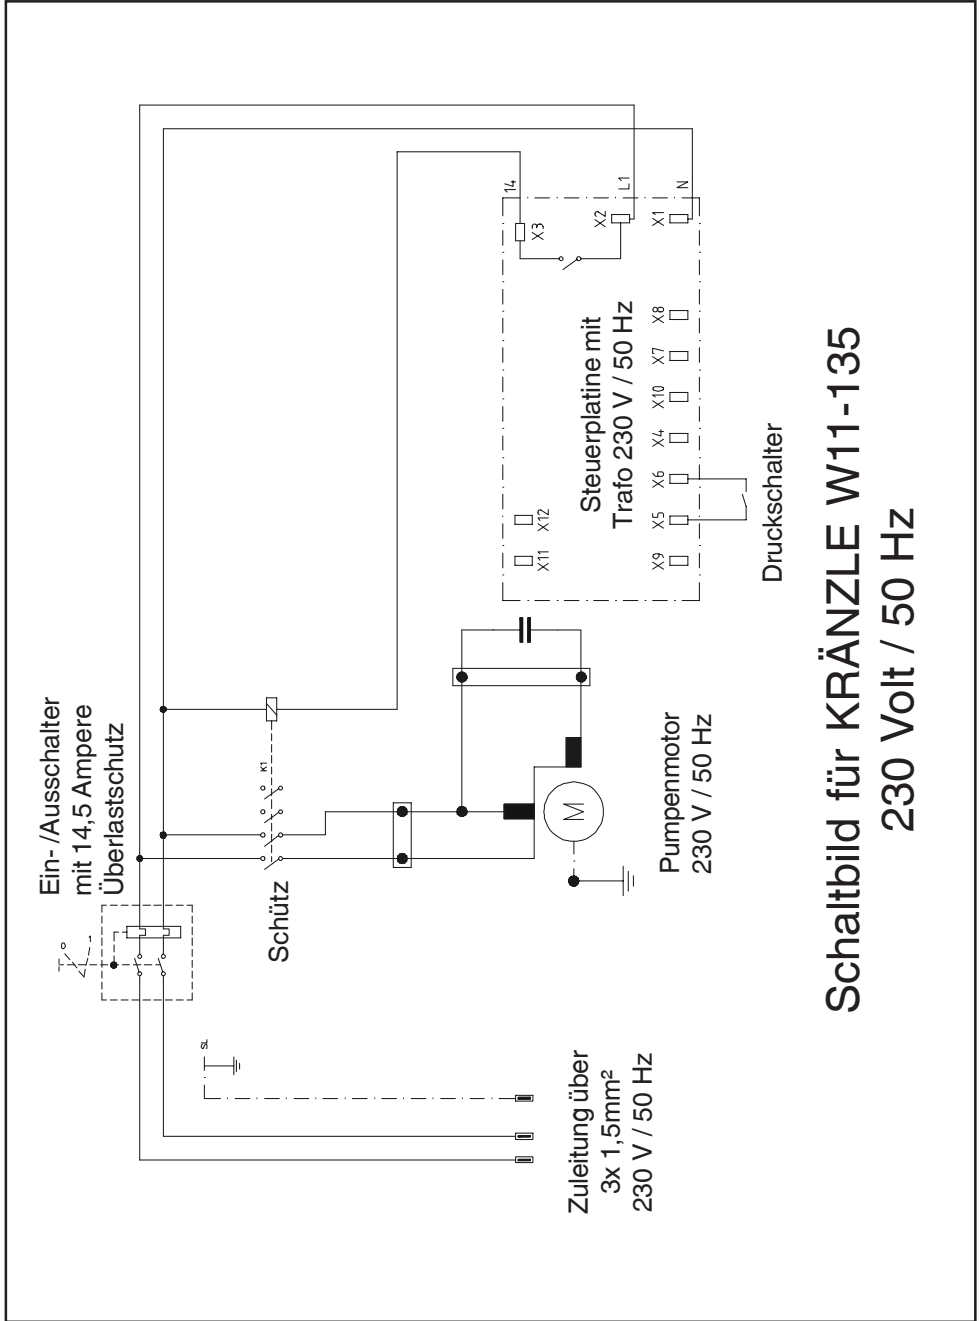 Ein- /Ausschalter
mit 14,5 Ampere
Überlastschutz
SL
K1
Schütz
Zuleitung über
3x 1,5mm²
230 V / 50 Hz
M
Pumpenmotor
230 V / 50 Hz
14
L1
N
X3
X2
X1
Steuerplatine mit
Trafo 230 V / 50 Hz
X11
X12
X9
X5
X6
X4
X10
X7
X8
Druckschalter
Schaltbild für KRÄNZLE W11-135
230 Volt / 50 Hz